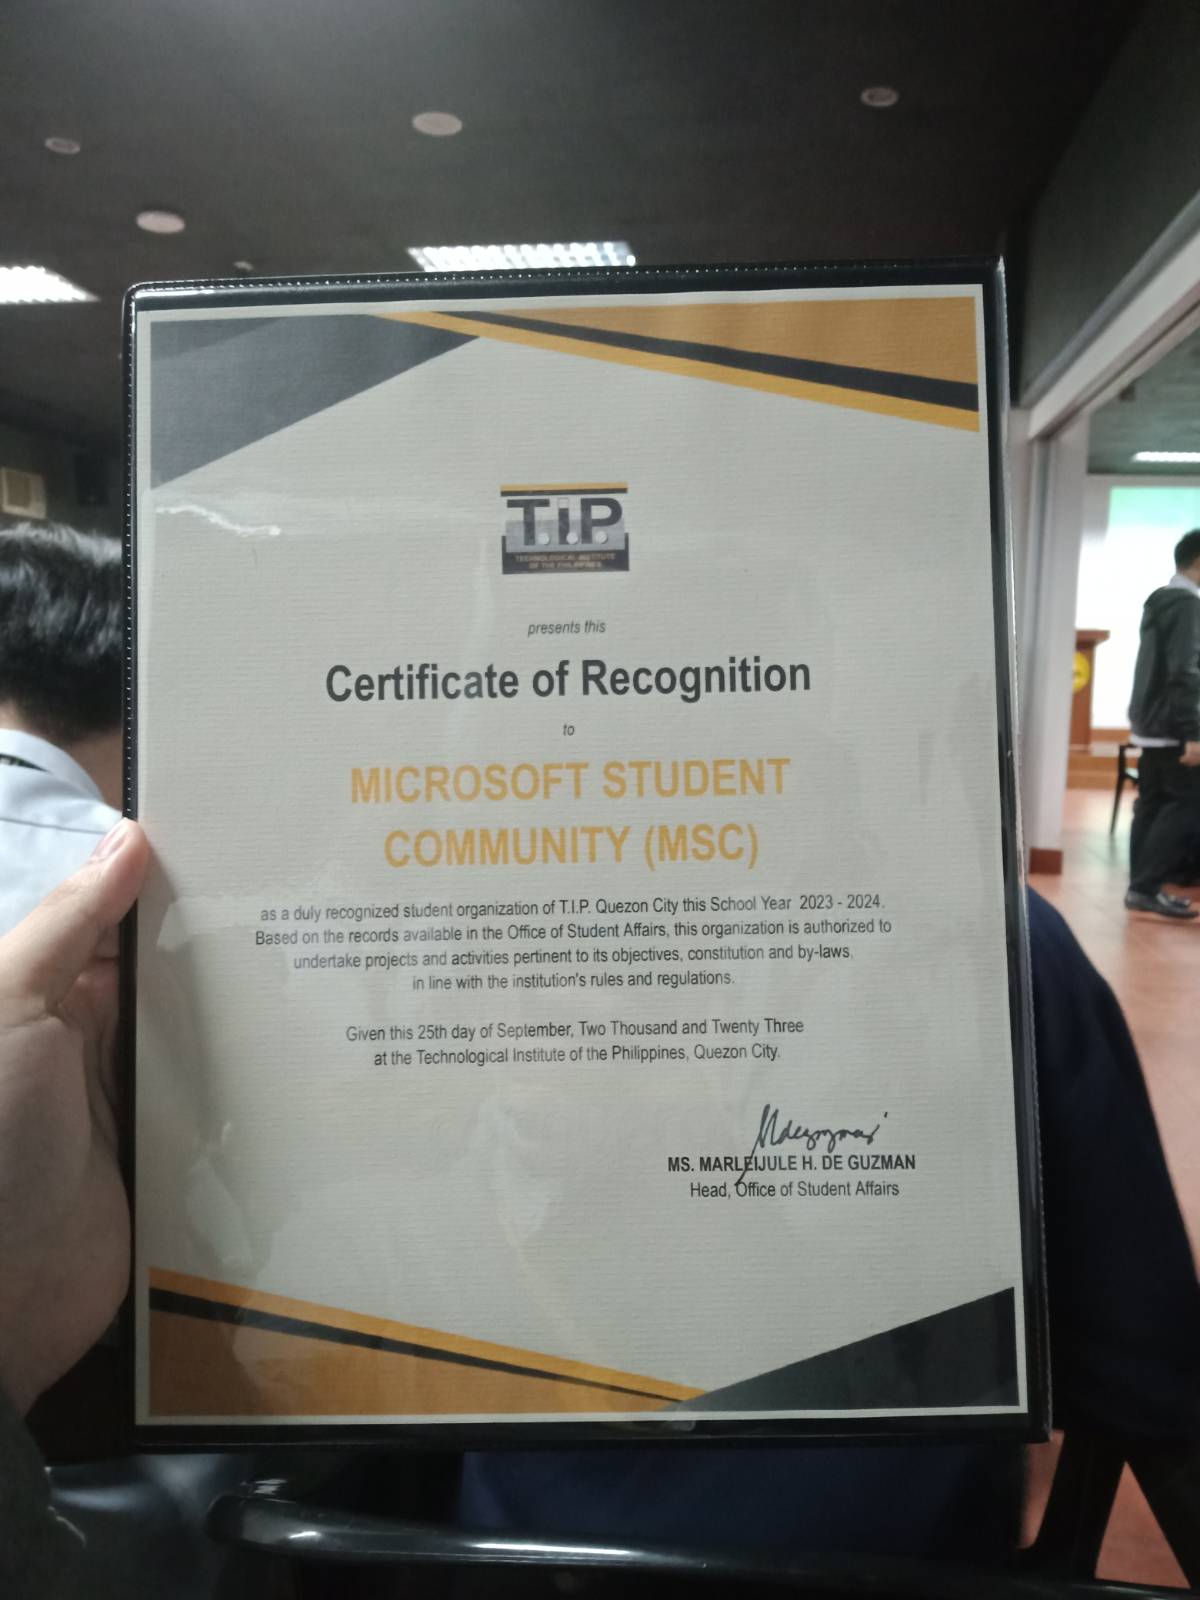 T.I.P.
TECHNOLOGICAL INSTITUTE
OF THE PHILIPPINES
presents this
Certificate of Recognition
to
MICROSOFT STUDENT
COMMUNITY (MSC)
as a duly recognized student organization of T.I.P. Quezon City this School Year 2023 - 2024.
Based on the records available in the Office of Student Affairs, this organization is authorized to
undertake projects and activities pertinent to its objectives, constitution and by-laws,
in line with the institution's rules and regulations.
Given this 25th day of September, Two Thousand and Twenty Three
at the Technological Institute of the Philippines, Quezon City.
MS. MARLEIJULE H. DE GUZMAN
Head, Office of Student Affairs